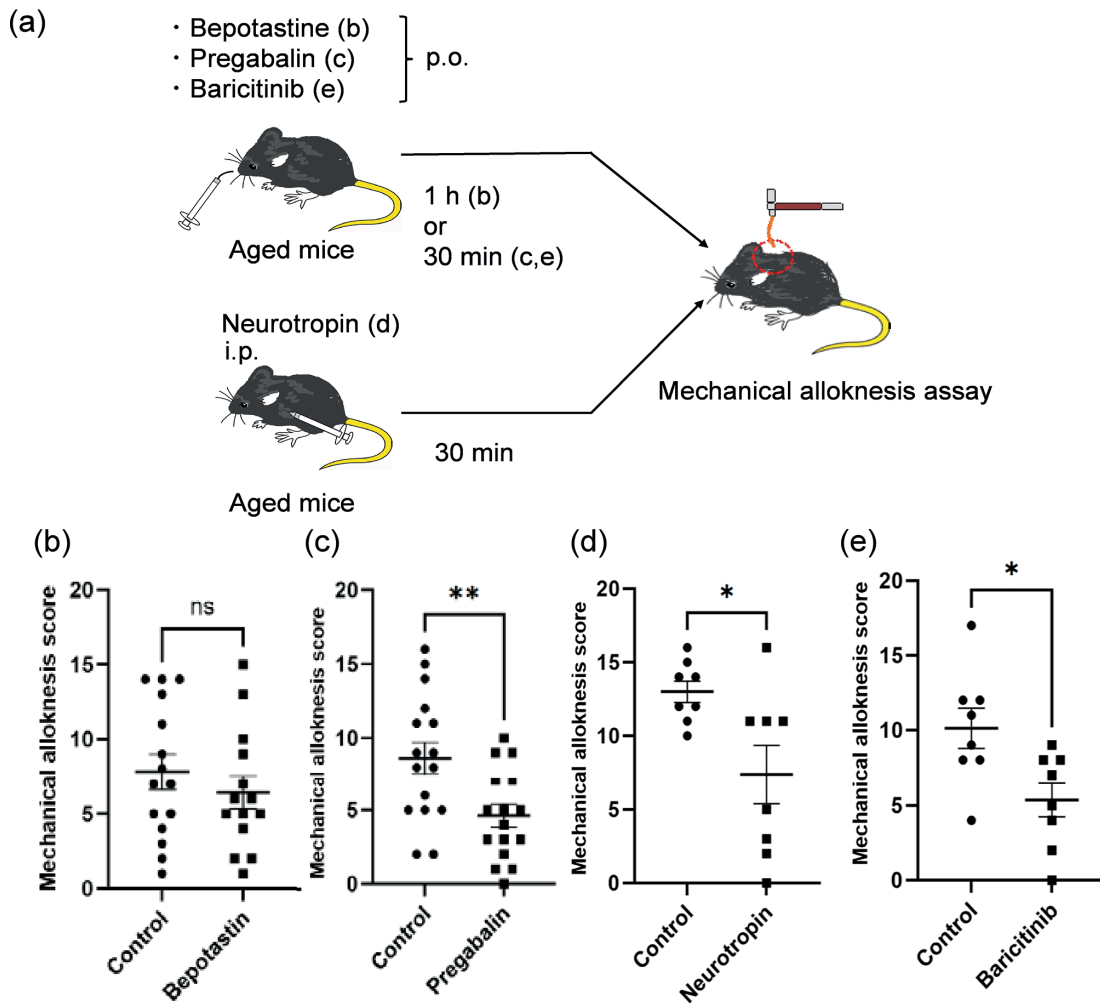 (a)
· Bepotastine (b)
· Pregabalin (c)
· Baricitinib (e)
p.o.
Aged mice
1 h (b)
or
30 min (c,e)
Neurotropin (d)
i.p.
Aged mice
30 min
Mechanical alloknesis assay
(b)
Mechanical alloknesis score
20
15
10
5
0
ns
Control
Bepotastin
(c)
Mechanical alloknesis score
20
15
10
5
0
**
Control
Pregabalin
(d)
Mechanical alloknesis score
20
15
10
5
0
*
Control
Neurotropin
(e)
Mechanical alloknesis score
20
15
10
5
0
*
Control
Baricitinib